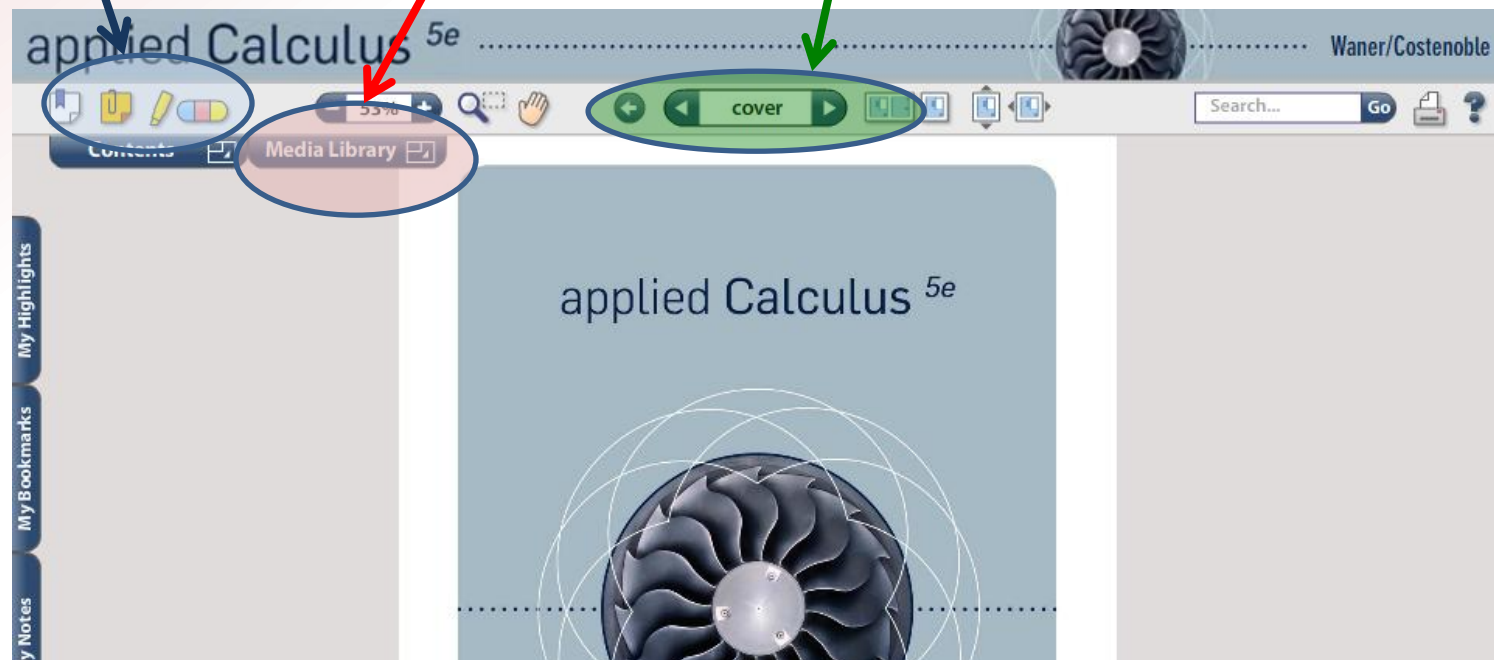 applied Calculus 5e
Waner/Costenoble
53%
cover
Search...
Go
?
Contents
Media Library
My Highlights
My Bookmarks
applied Calculus 5e
y Notes